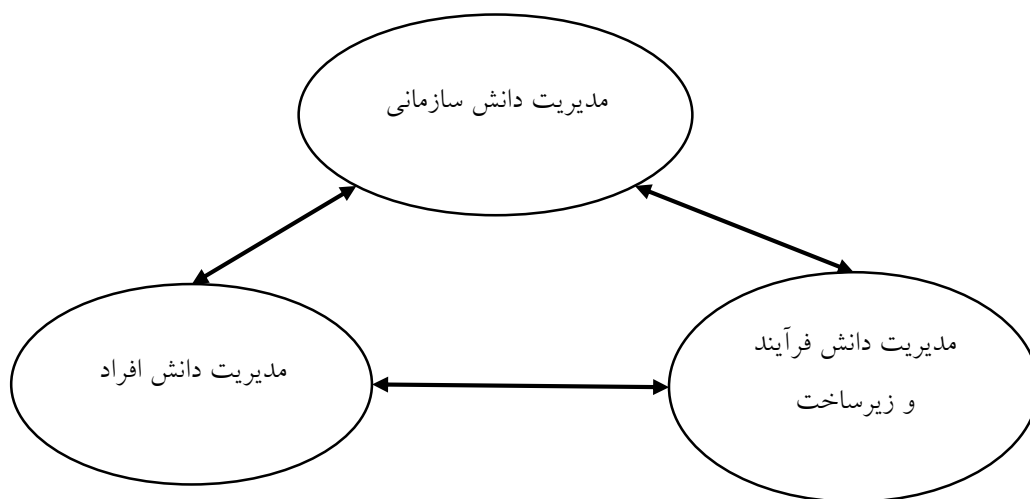 مدیریت دانش سازمانی
مدیریت دانش فرآیند
و زیرساخت
مدیریت دانش افراد